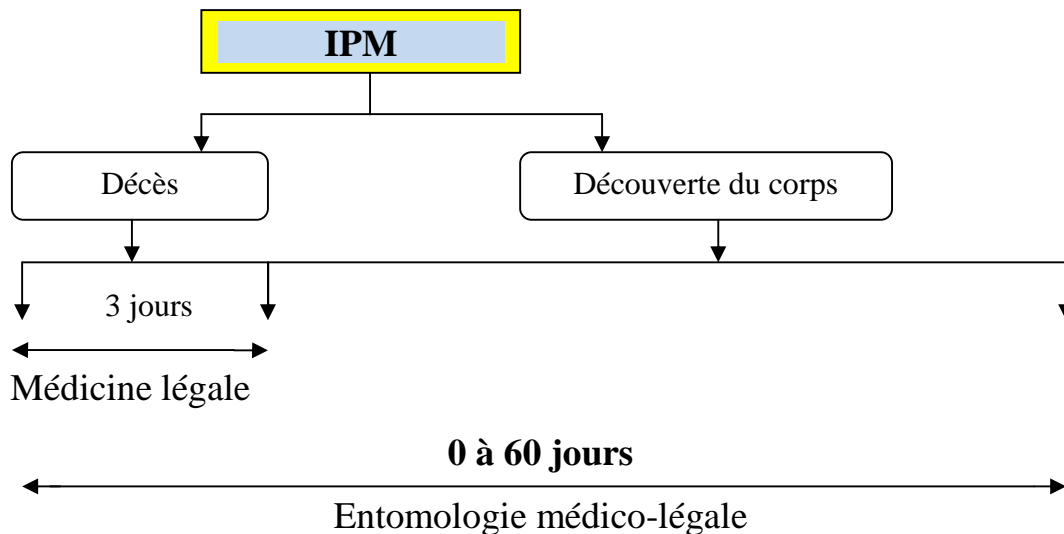 IPM
Décès
Découverte du corps
3 jours
Médicine légale
0 à 60 jours
Entomologie médico-légale